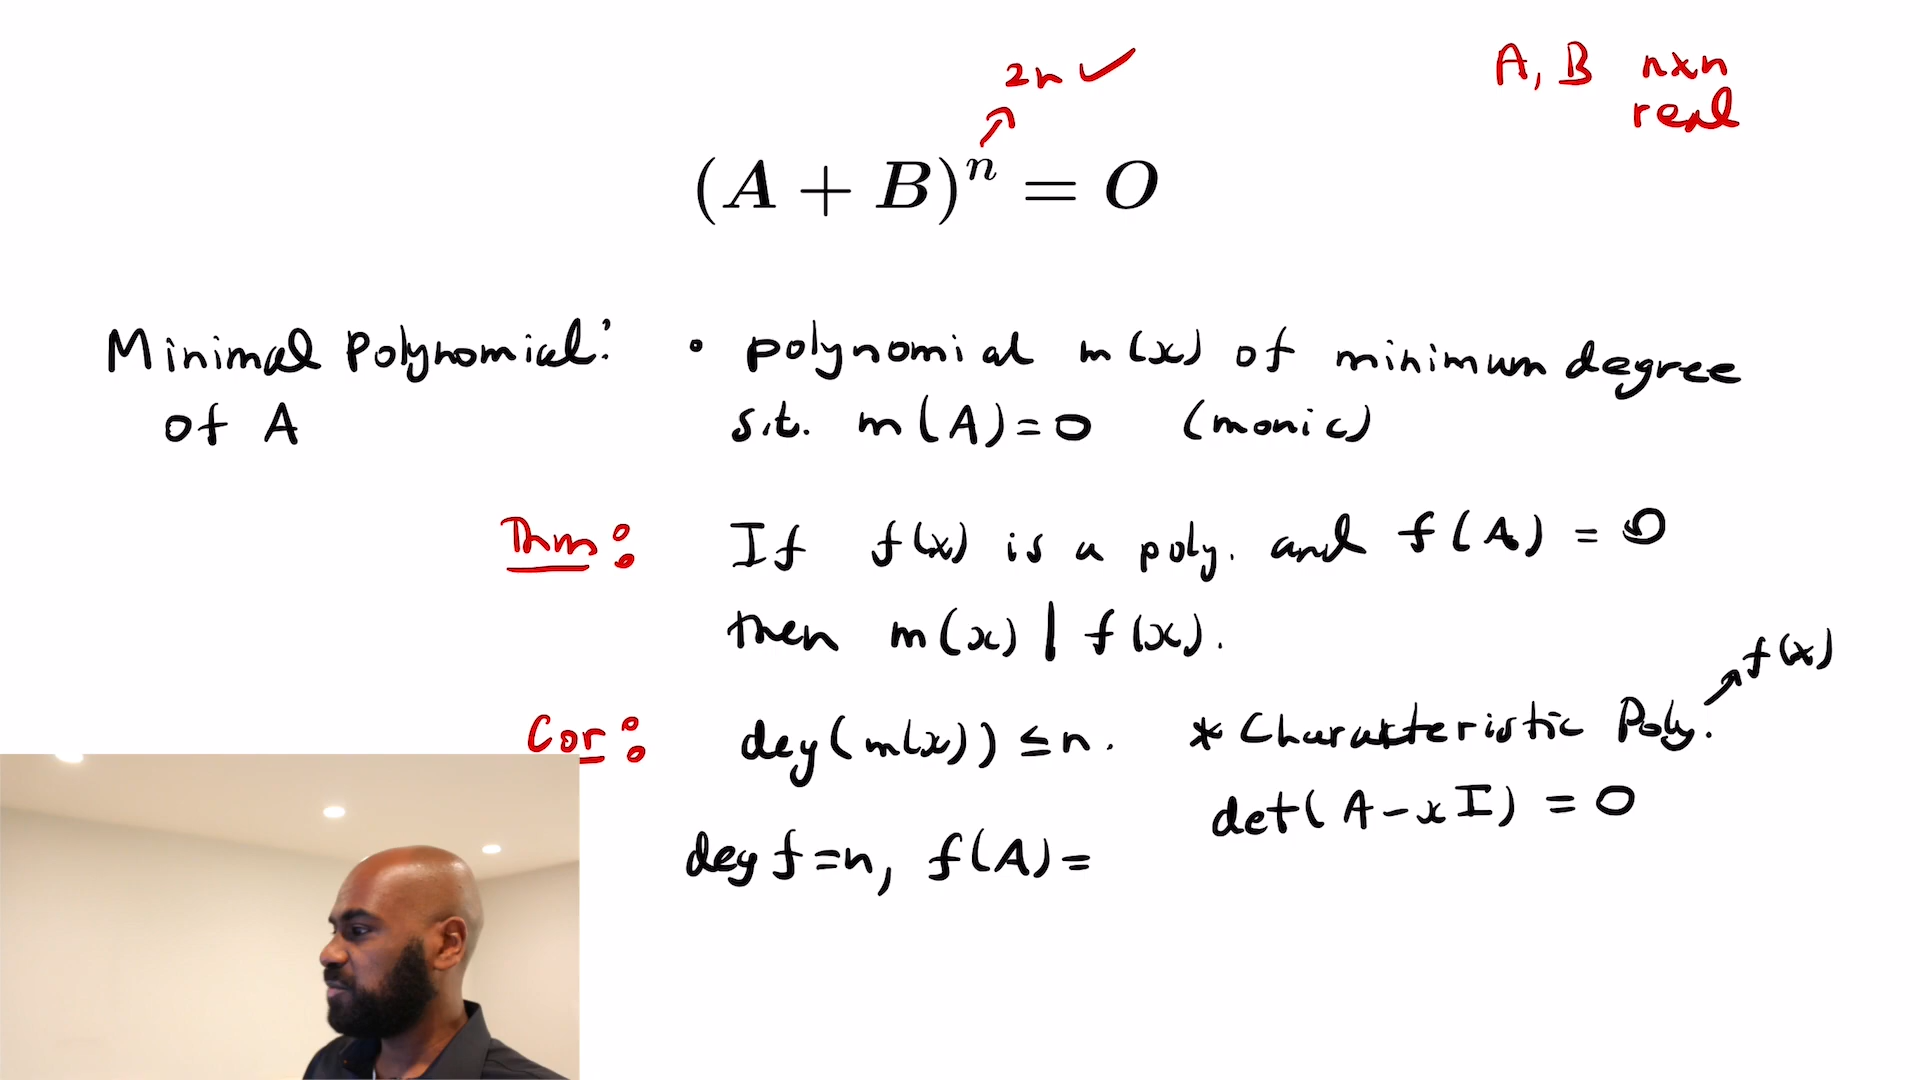 2n ✓
A, B n×n
real
(A + B)^n = O
Minimal Polynomial: • polynomial m(x) of minimum degree
of A s.t. m(A)=0 (monic)
Thm: If f(x) is a poly. and f(A) = 0
then m(x) | f(x).
f(x)
Cor: deg(m(x)) ≤ n. * Characteristic Poly.
det(A-xI) = 0
deg f=n, f(A)=